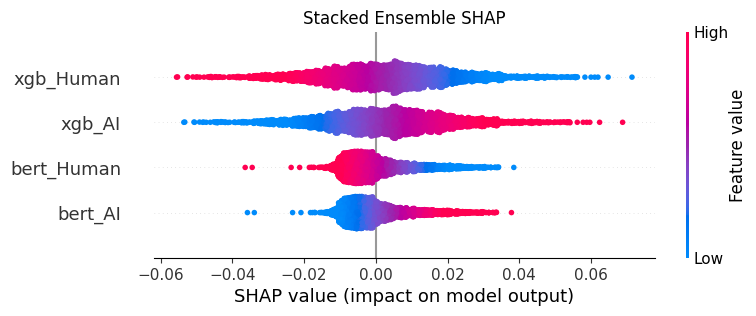 Stacked Ensemble SHAP
High
xgb_Human
xgb_AI
bert_Human
bert_AI
Feature value
Low
−0.06 −0.04 −0.02 0.00 0.02 0.04 0.06
SHAP value (impact on model output)